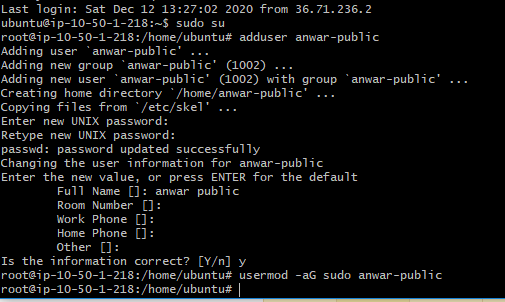 Last login: Sat Dec 12 13:27:02 2020 from 36.71.236.2
ubuntu@ip-10-50-1-218:~$ sudo su
root@ip-10-50-1-218:/home/ubuntu# adduser anwar-public
Adding user `anwar-public' ...
Adding new group `anwar-public' (1002) ...
Adding new user `anwar-public' (1002) with group `anwar-public' ...
Creating home directory `/home/anwar-public' ...
Copying files from `/etc/skel' ...
Enter new UNIX password:
Retype new UNIX password:
passwd: password updated successfully
Changing the user information for anwar-public
Enter the new value, or press ENTER for the default
        Full Name []: anwar public
        Room Number []:
        Work Phone []:
        Home Phone []:
        Other []:
Is the information correct? [Y/n] y
root@ip-10-50-1-218:/home/ubuntu# usermod -aG sudo anwar-public
root@ip-10-50-1-218:/home/ubuntu#